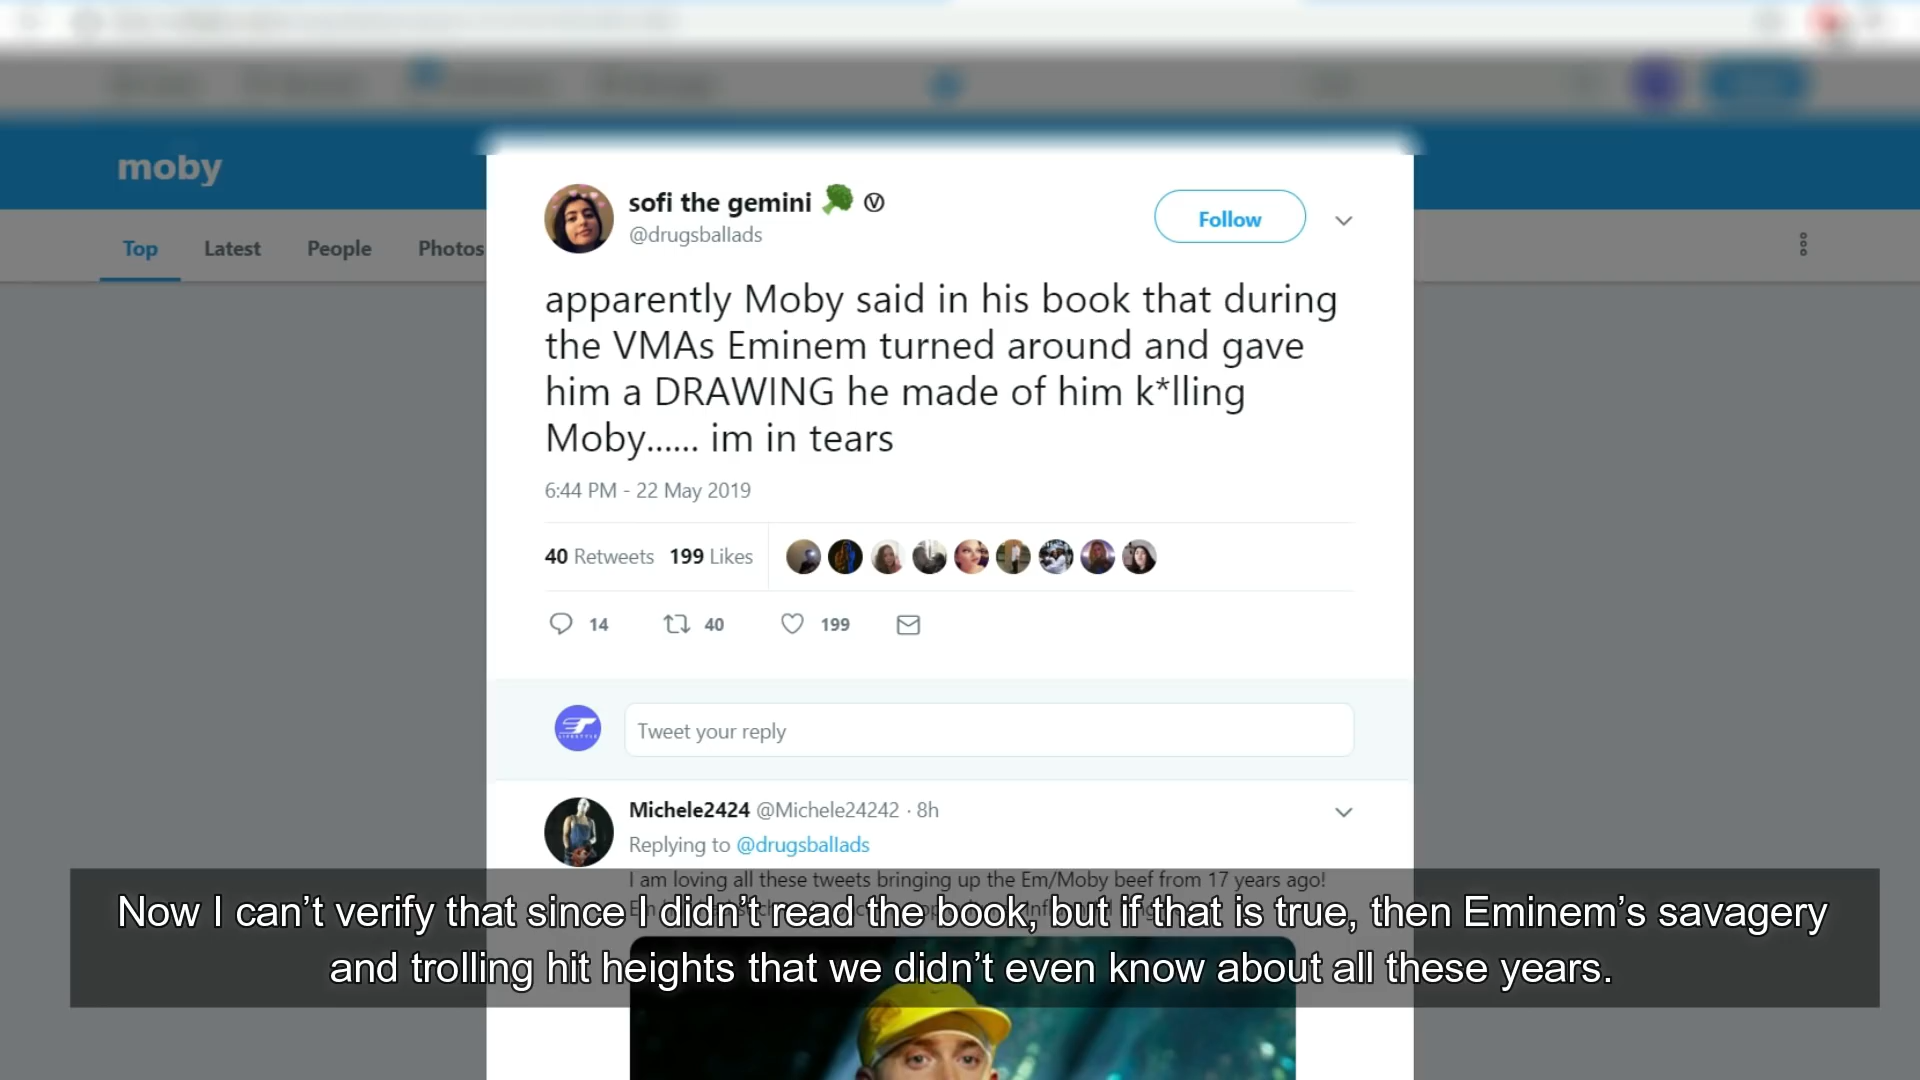 moby
Top Latest People Photos
sofi the gemini
@drugsballads
Follow
apparently Moby said in his book that during
the VMAs Eminem turned around and gave
him a DRAWING he made of him k*lling
Moby...... im in tears
6:44 PM - 22 May 2019
40 Retweets 199 Likes
14 40 199
Tweet your reply
Michele2424 @Michele24242 · 8h
Replying to @drugsballads
I am loving all these tweets bringing up the Em/Moby beef from 17 years ago!
Now I can’t verify that since I didn’t read the book, but if that is true, then Eminem’s savagery
and trolling hit heights that we didn’t even know about all these years.